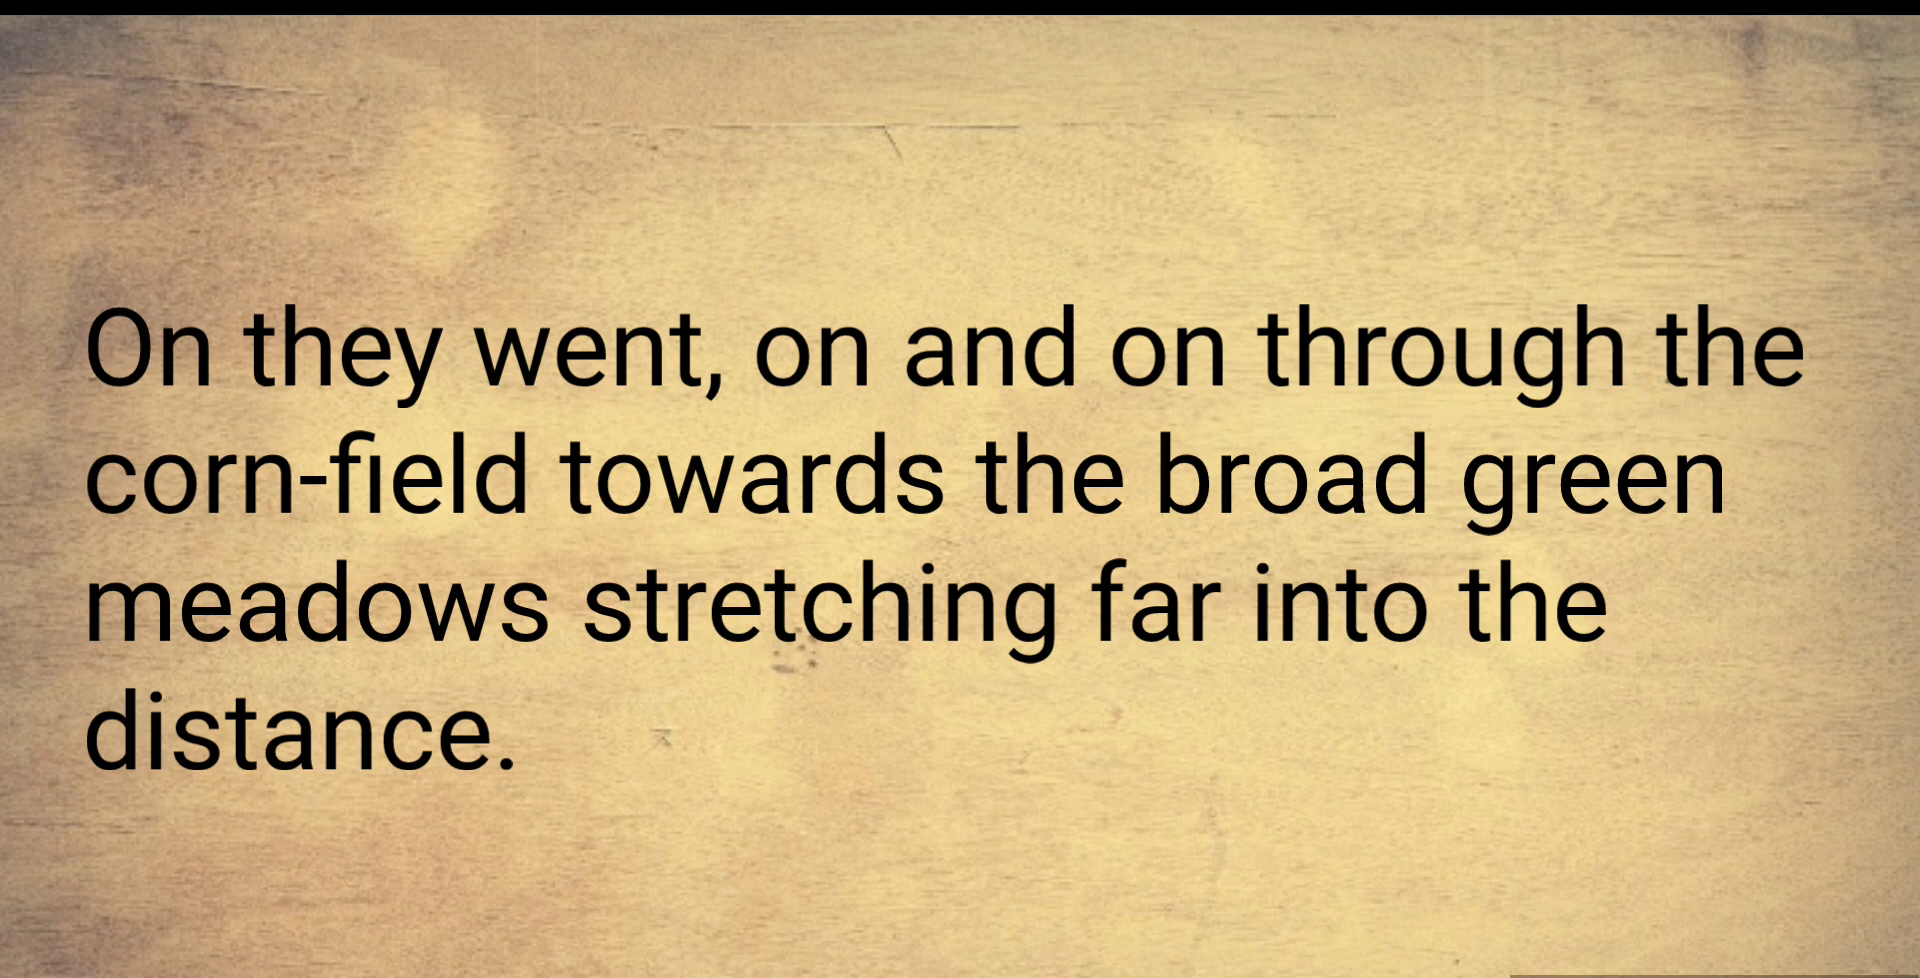 On they went, on and on through the
corn-field towards the broad green
meadows stretching far into the
distance.